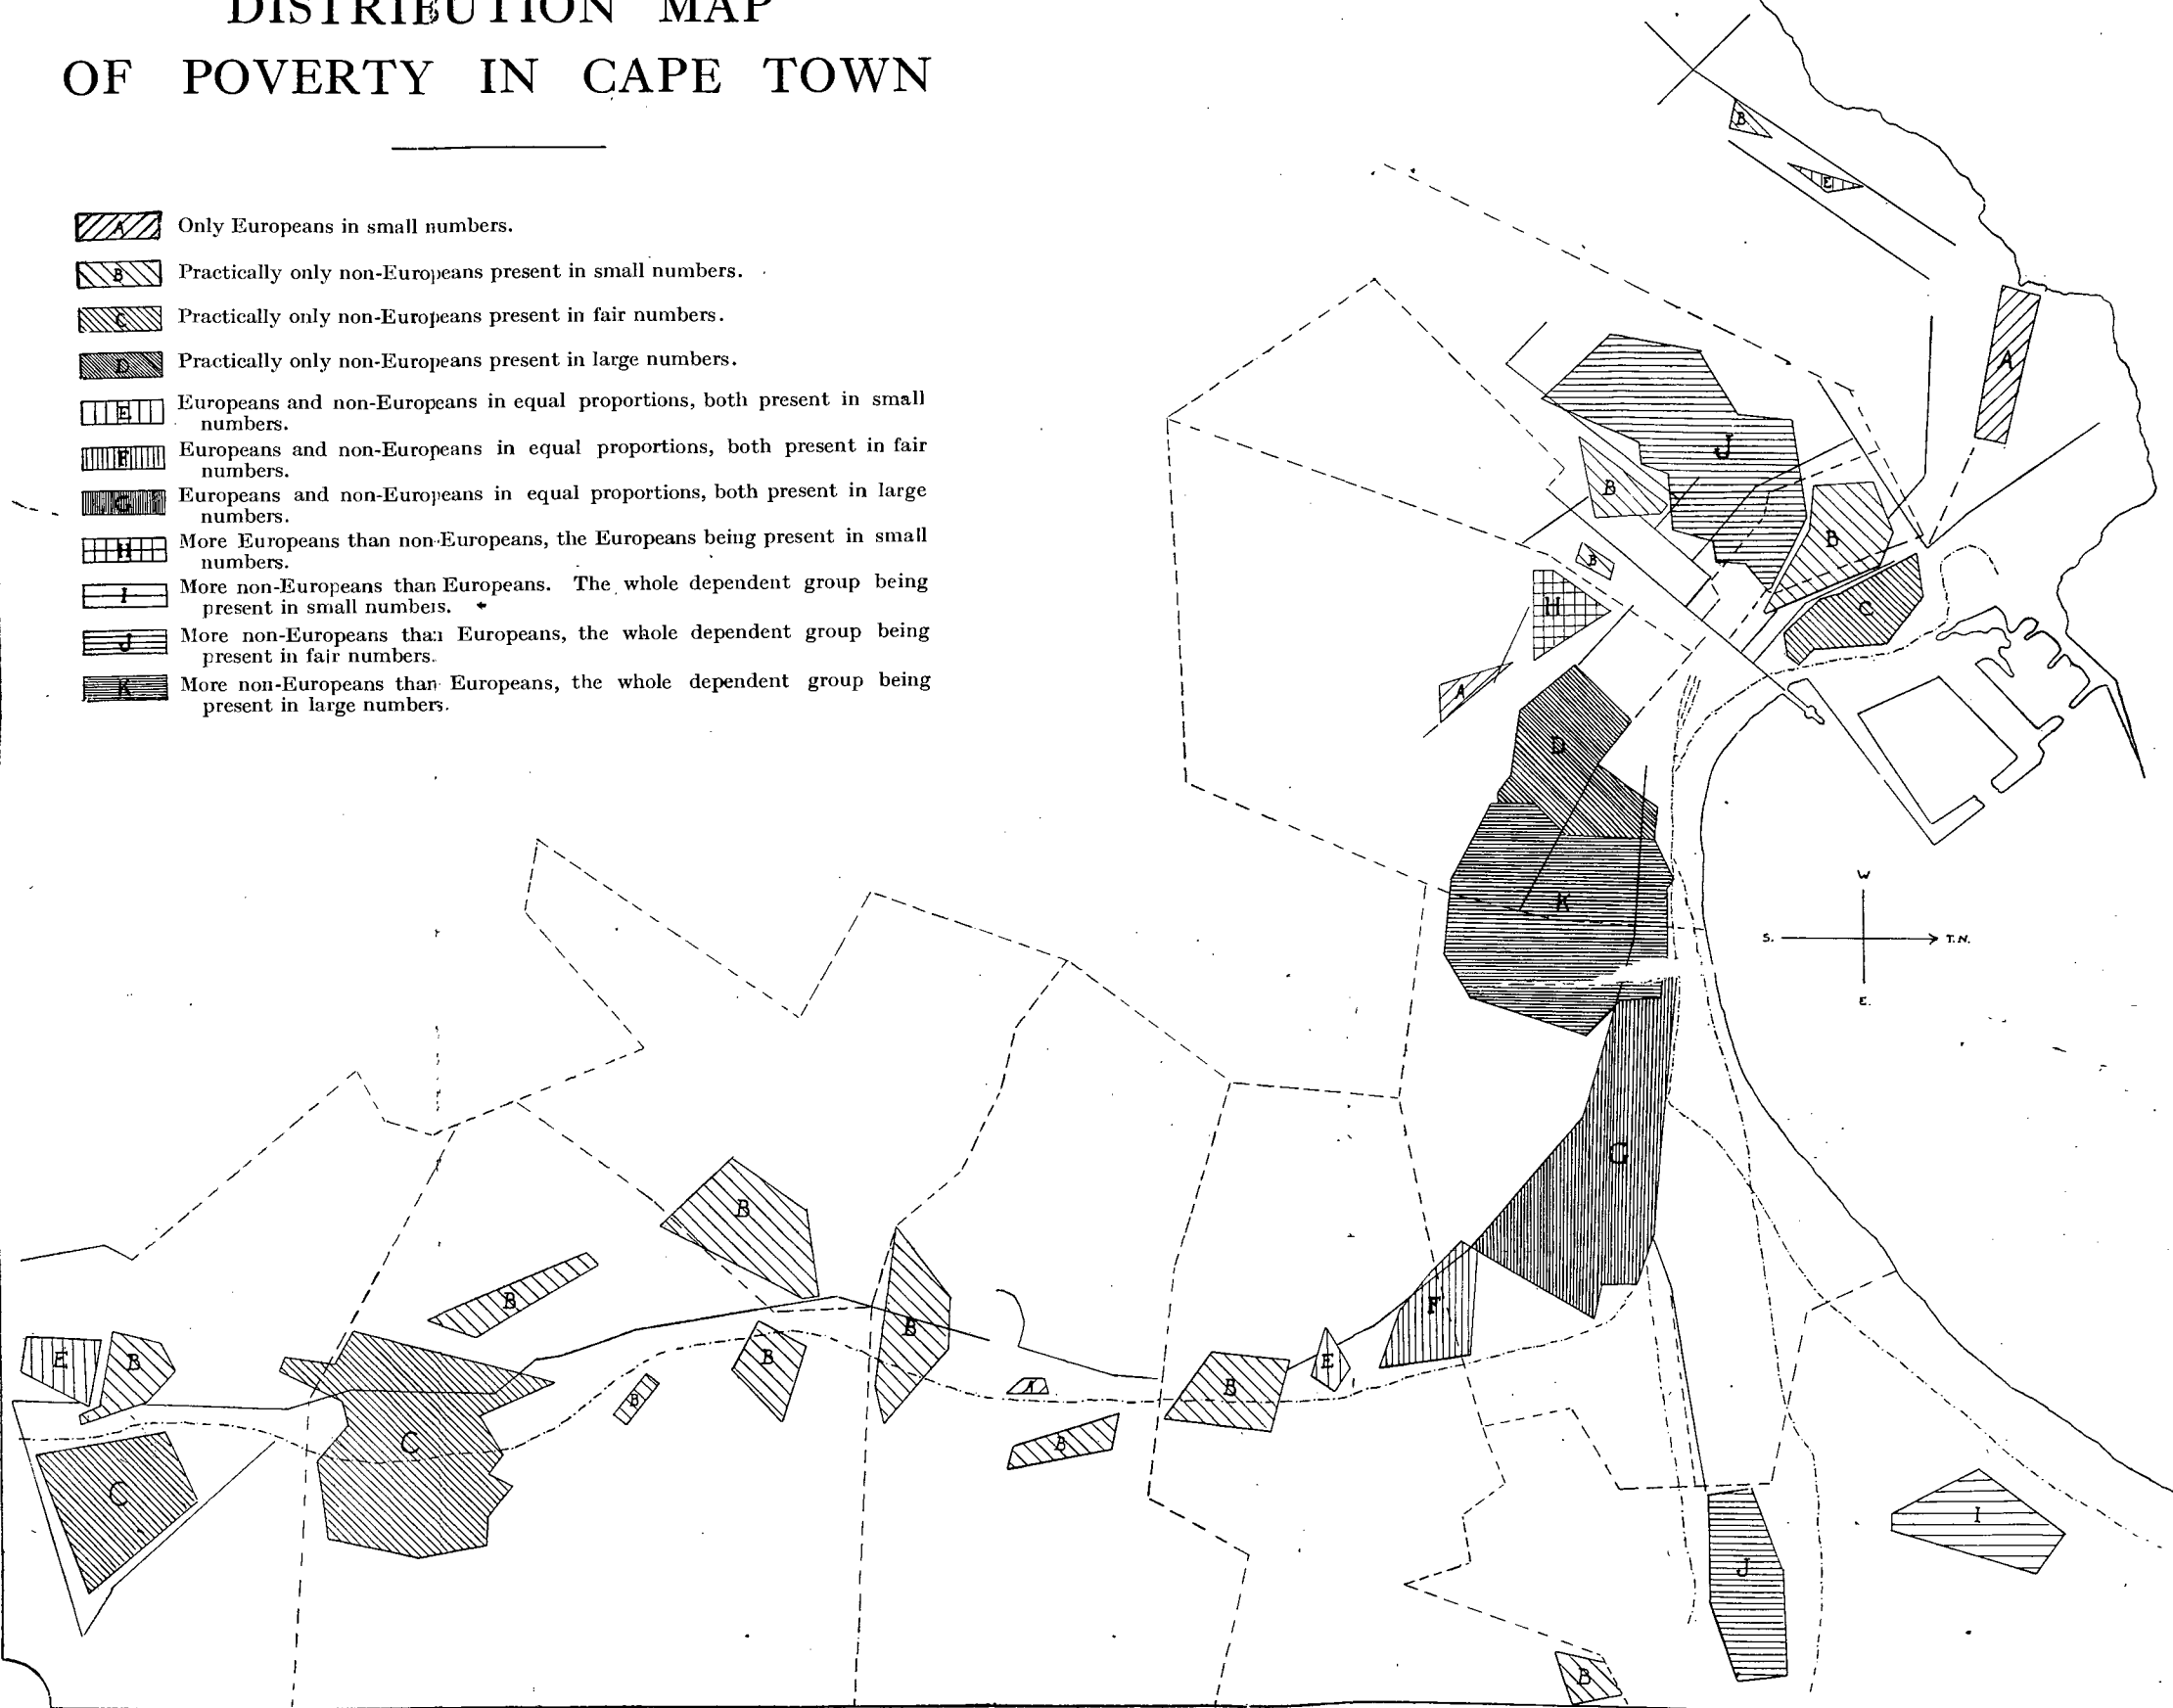 DISTRIBUTION MAP
OF POVERTY IN CAPE TOWN
A Only Europeans in small numbers.
B Practically only non-Europeans present in small numbers.
C Practically only non-Europeans present in fair numbers.
D Practically only non-Europeans present in large numbers.
E Europeans and non-Europeans in equal proportions, both present in small
numbers.
F Europeans and non-Europeans in equal proportions, both present in fair
numbers.
G Europeans and non-Europeans in equal proportions, both present in large
numbers.
H More Europeans than non-Europeans, the Europeans being present in small
numbers.
I More non-Europeans than Europeans. The whole dependent group being
present in small numbers.
J More non-Europeans than Europeans, the whole dependent group being
present in fair numbers.
K More non-Europeans than Europeans, the whole dependent group being
present in large numbers.
B
E
A
J
B
B
B
H
C
A
D
K
W
S. T.N.
E.
G
B
B
F
B
E
B
B
E
B
A
B
B
C
B
C
I
J
B